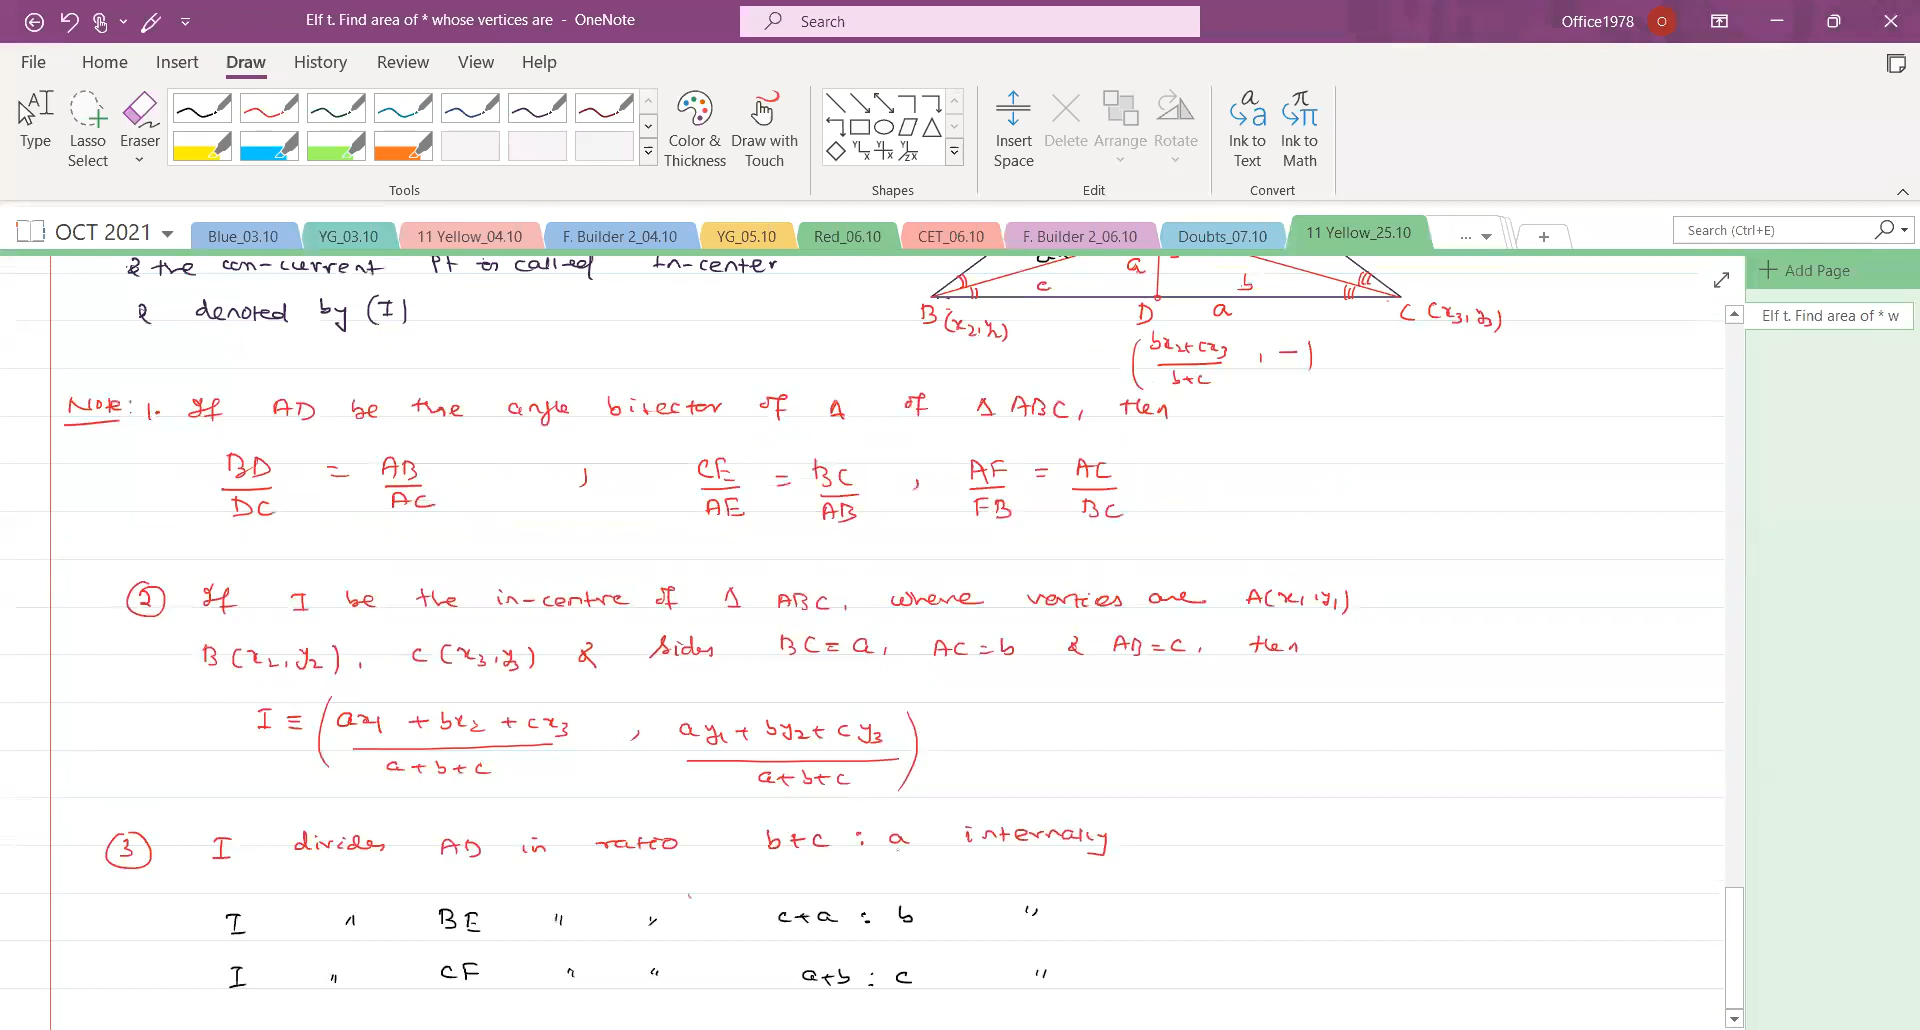 Elf t. Find area of * whose vertices are - OneNote
Search
Office1978
O
File Home Insert Draw History Review View Help
Type
Lasso Select
Eraser
Color & Thickness
Draw with Touch
Insert Space
Delete
Arrange
Rotate
Ink to Text
Ink to Math
Tools
Shapes
Edit
Convert
OCT 2021
Blue_03.10 YG_03.10 11 Yellow_04.10 F. Builder 2_04.10 YG_05.10 Red_06.10 CET_06.10 F. Builder 2_06.10 Doubts_07.10 11 Yellow_25.10 ...
Search (Ctrl+E)
Add Page
Elf t. Find area of * w
& the con-current Pt is called In-center
& denoted by (I)
a
c b
B (x₂, y₂) D a C (x₃, y₃)
( bx₂+cx₃ / b+c , — )
Note: 1. If AD be the angle bisector of A of Δ ABC, then
BD/DC = AB/AC , CE/AE = BC/AB , AF/FB = AC/BC
② If I be the in-centre of Δ ABC, where verties are A(x₁, y₁)
B(x₂, y₂), C(x₃, y₃) & sides BC = a, AC = b & AB = c, then
I ≡ ( ax₁ + bx₂ + cx₃ / a+b+c , ay₁ + by₂ + cy₃ / a+b+c )
③ I divides AD in ratio b+c : a internally
I " BE " " c+a : b "
I " CF " " a+b : c "